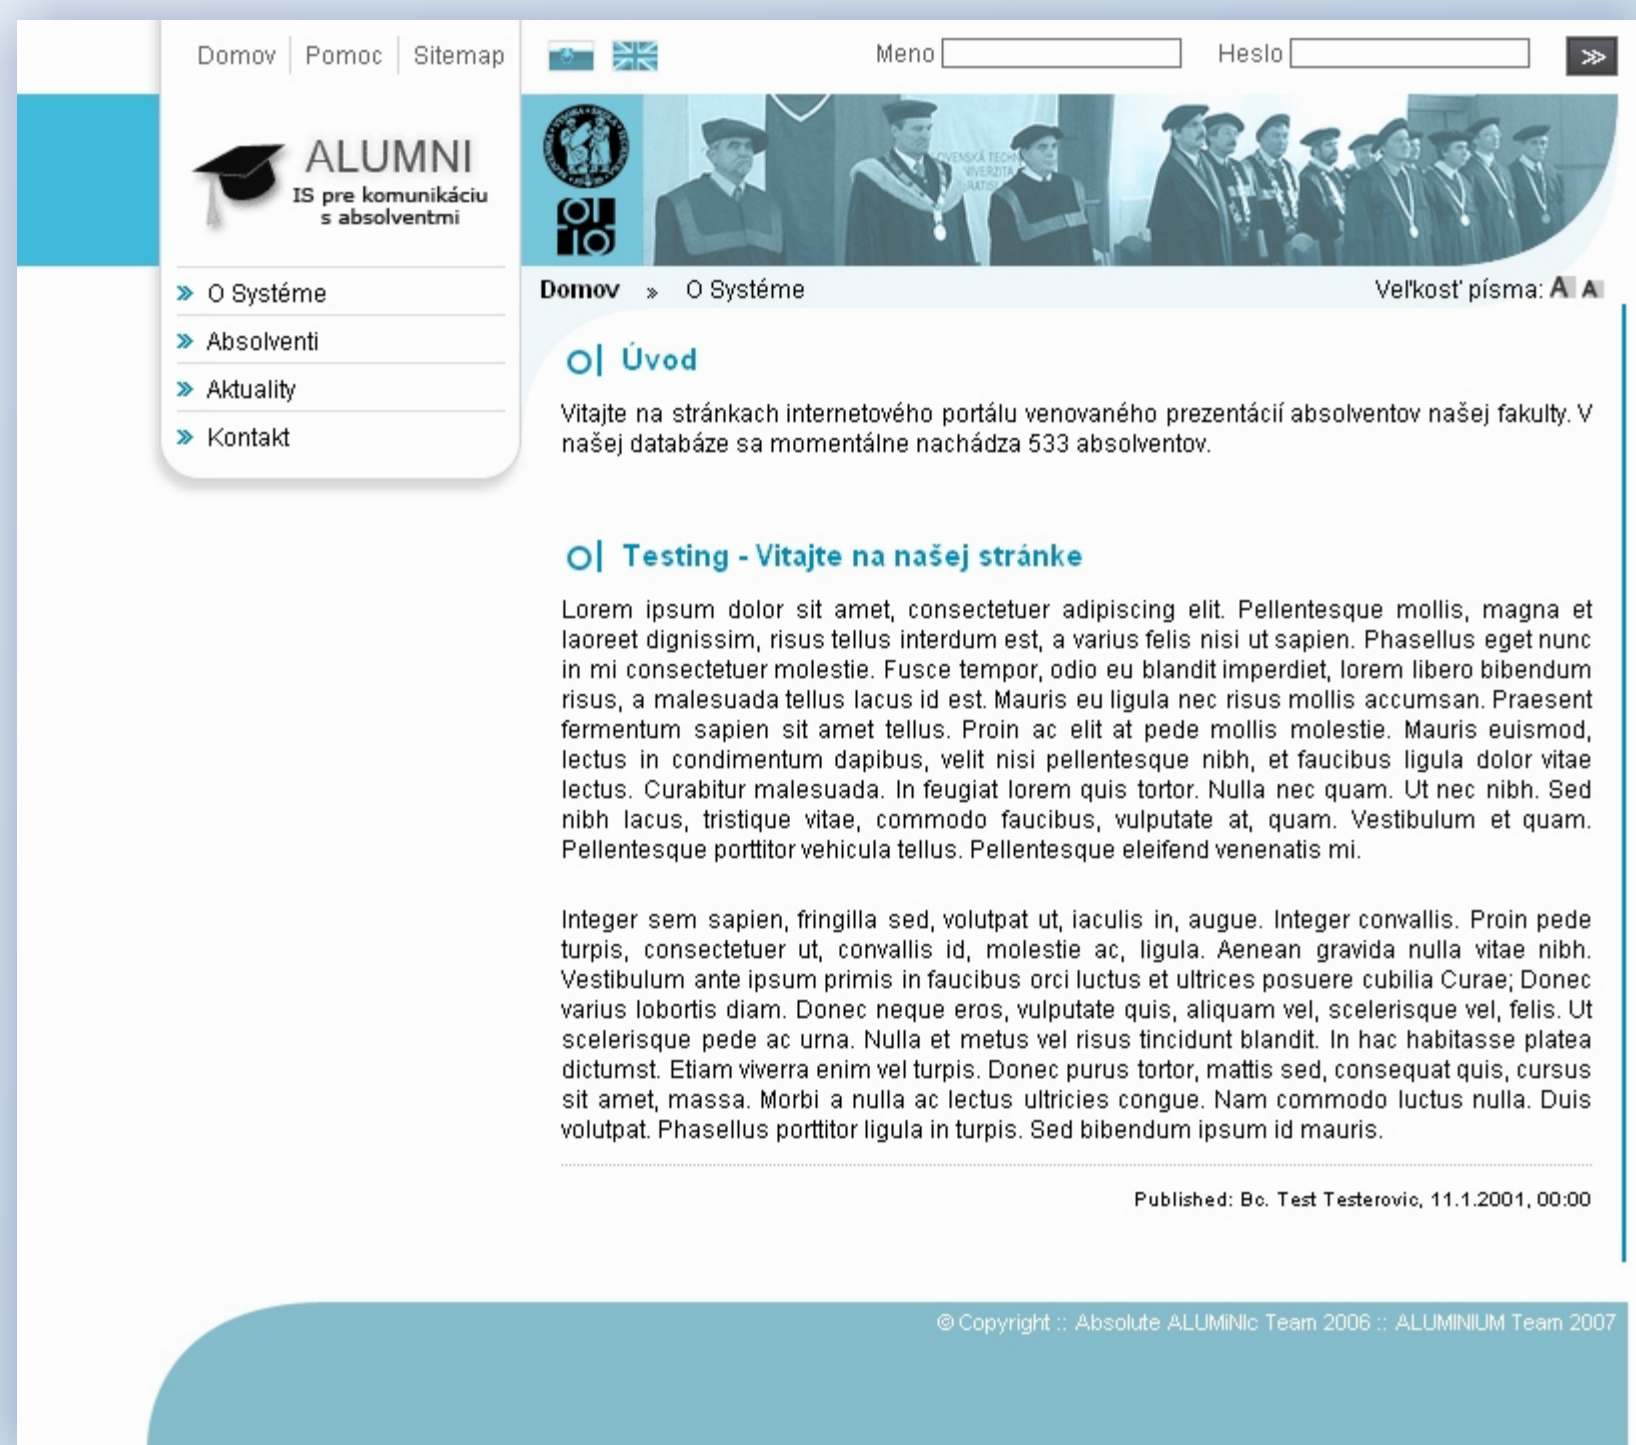 Domov Pomoc Sitemap Meno Heslo
ALUMNI
IS pre komunikáciu
s absolventmi
OVENSKÁ TECHN
VIVERZITA
O Systéme
Absolventi
Aktuality
Kontakt
Domov » O Systéme Veľkosť písma: A A
Úvod
Vitajte na stránkach internetového portálu venovaného prezentácií absolventov našej fakulty. V
našej databáze sa momentálne nachádza 533 absolventov.
Testing - Vitajte na našej stránke
Lorem ipsum dolor sit amet, consectetuer adipiscing elit. Pellentesque mollis, magna et
laoreet dignissim, risus tellus interdum est, a varius felis nisi ut sapien. Phasellus eget nunc
in mi consectetuer molestie. Fusce tempor, odio eu blandit imperdiet, lorem libero bibendum
risus, a malesuada tellus lacus id est. Mauris eu ligula nec risus mollis accumsan. Praesent
fermentum sapien sit amet tellus. Proin ac elit at pede mollis molestie. Mauris euismod,
lectus in condimentum dapibus, velit nisi pellentesque nibh, et faucibus ligula dolor vitae
lectus. Curabitur malesuada. In feugiat lorem quis tortor. Nulla nec quam. Ut nec nibh. Sed
nibh lacus, tristique vitae, commodo faucibus, vulputate at, quam. Vestibulum et quam.
Pellentesque porttitor vehicula tellus. Pellentesque eleifend venenatis mi.
Integer sem sapien, fringilla sed, volutpat ut, iaculis in, augue. Integer convallis. Proin pede
turpis, consectetuer ut, convallis id, molestie ac, ligula. Aenean gravida nulla vitae nibh.
Vestibulum ante ipsum primis in faucibus orci luctus et ultrices posuere cubilia Curae; Donec
varius lobortis diam. Donec neque eros, vulputate quis, aliquam vel, scelerisque vel, felis. Ut
scelerisque pede ac urna. Nulla et metus vel risus tincidunt blandit. In hac habitasse platea
dictumst. Etiam viverra enim vel turpis. Donec purus tortor, mattis sed, consequat quis, cursus
sit amet, massa. Morbi a nulla ac lectus ultricies congue. Nam commodo luctus nulla. Duis
volutpat. Phasellus porttitor ligula in turpis. Sed bibendum ipsum id mauris.
Published: Bc. Test Testerovic, 11.1.2001, 00:00
© Copyright :: Absolute ALUMiNIc Team 2006 :: ALUMINIUM Team 2007